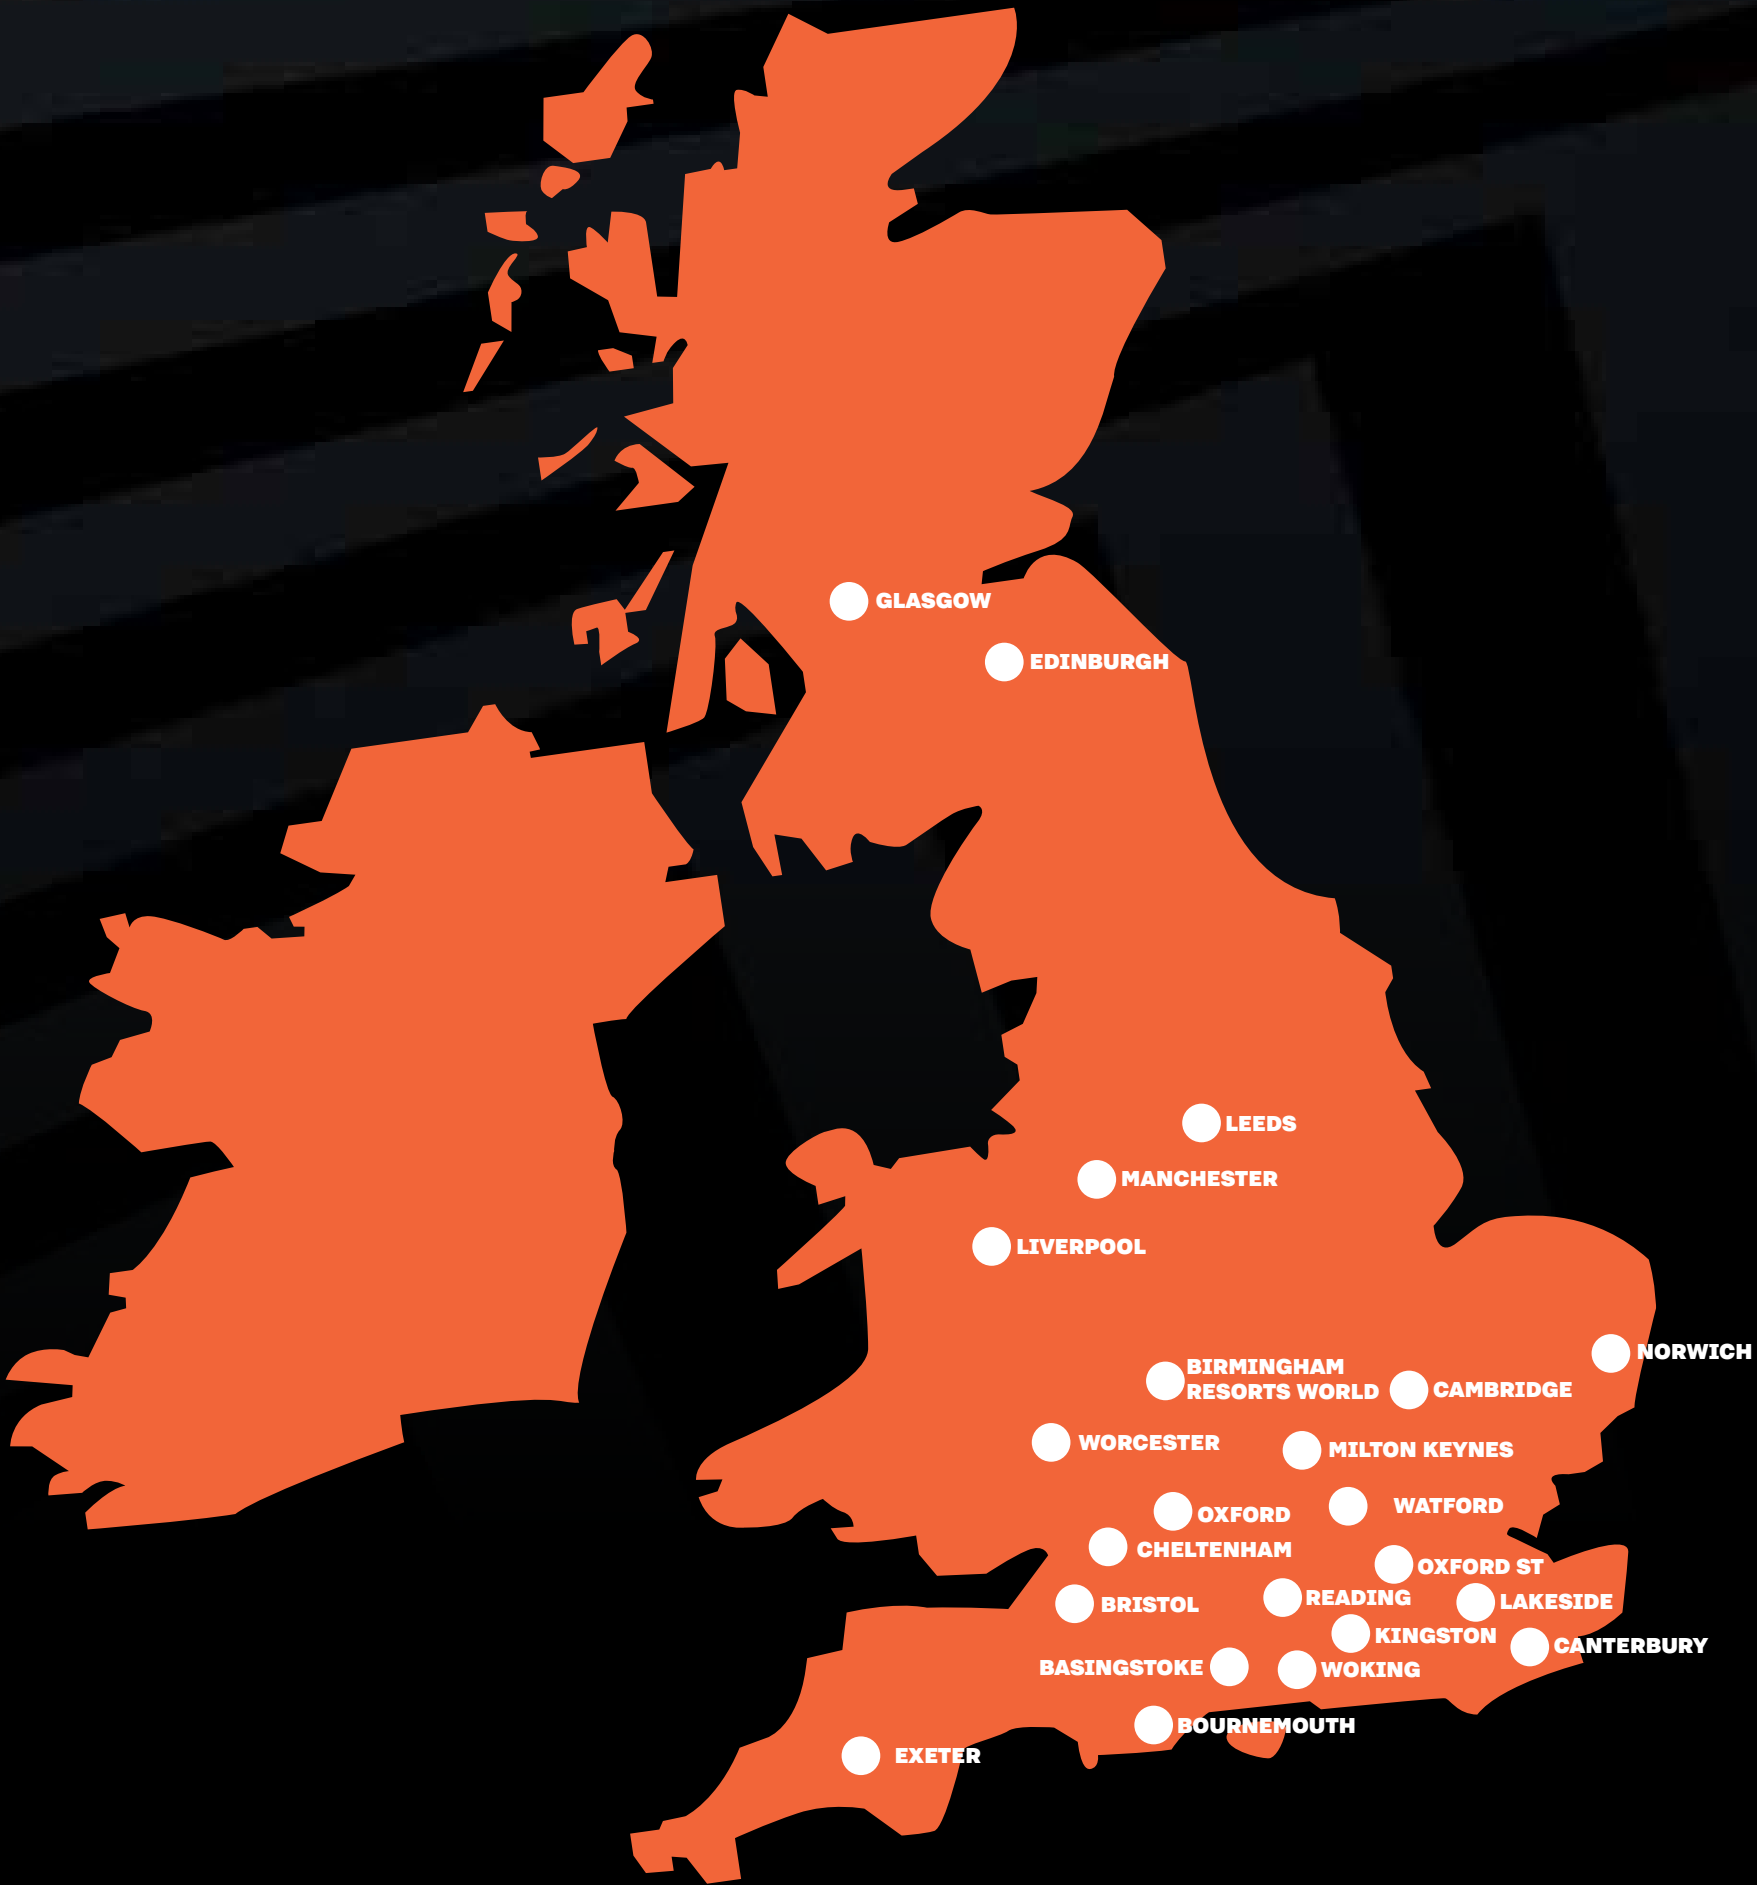 GLASGOW
EDINBURGH
LEEDS
MANCHESTER
LIVERPOOL
NORWICH
BIRMINGHAM
RESORTS WORLD
CAMBRIDGE
WORCESTER
MILTON KEYNES
WATFORD
OXFORD
CHELTENHAM
OXFORD ST
READING
LAKESIDE
BRISTOL
KINGSTON
CANTERBURY
BASINGSTOKE
WOKING
BOURNEMOUTH
EXETER